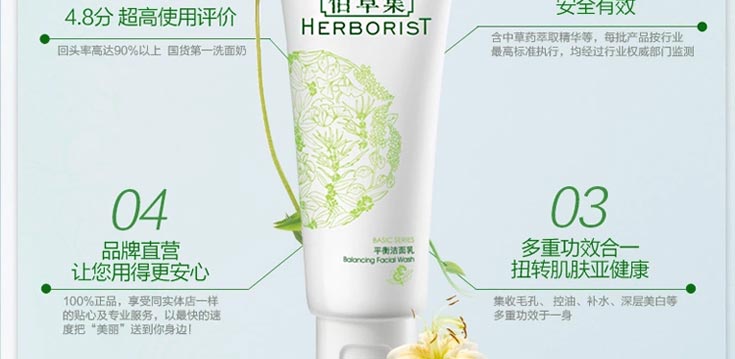 4.8分 超高使用评价
回头率高达90%以上 国货第一洗面奶
佰草集
HERBORIST
安全有效
含中草药萃取精华等，每批产品按行业
最高标准执行，均经过行业权威部门监测
BASIC SERIES
平衡洁面乳
Balancing Facial Wash
04
品牌直营
让您用得更安心
100%正品，享受同实体店一样
的贴心及专业服务，以最快的速
度把“美丽”送到你身边!
03
多重功效合一
扭转肌肤亚健康
集收毛孔、控油、补水、深层美白等
多重功效于一身